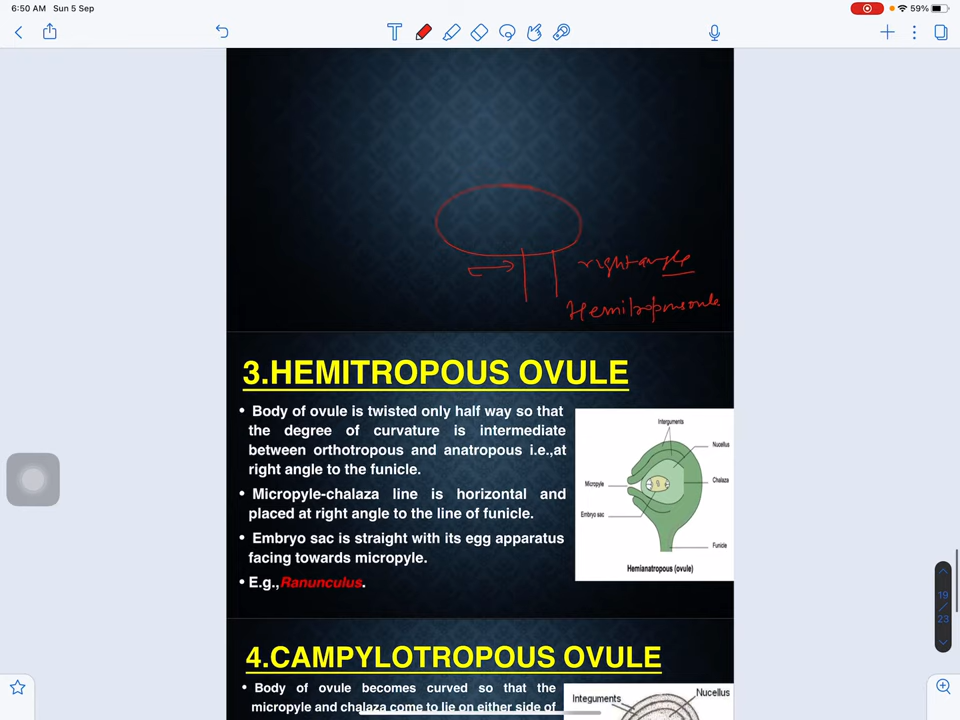 6:50 AM Sun 5 Sep
59%
right angle
Hemitropous ovule
3.HEMITROPOUS OVULE
• Body of ovule is twisted only half way so that
the degree of curvature is intermediate
between orthotropous and anatropous i.e.,at
right angle to the funicle.
• Micropyle-chalaza line is horizontal and
placed at right angle to the line of funicle.
• Embryo sac is straight with its egg apparatus
facing towards micropyle.
• E.g.,Ranunculus.
Interguments
Nucellus
Micropyle
Chalaza
Embryo sac
Funicle
Hemianatropous (ovule)
19
/
23
4.CAMPYLOTROPOUS OVULE
• Body of ovule becomes curved so that the
micropyle and chalaza come to lie on either side of
Integuments
Nucellus